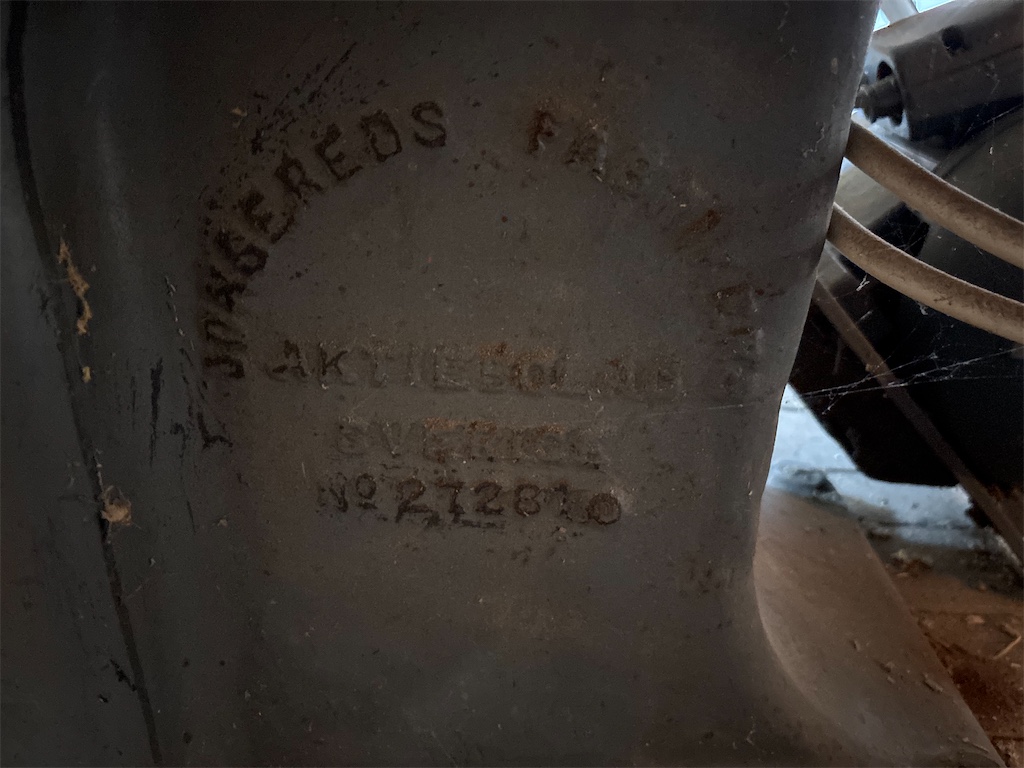 JONSEREDS
AKTIEBOLAG
SVERIGE
Nº 272810